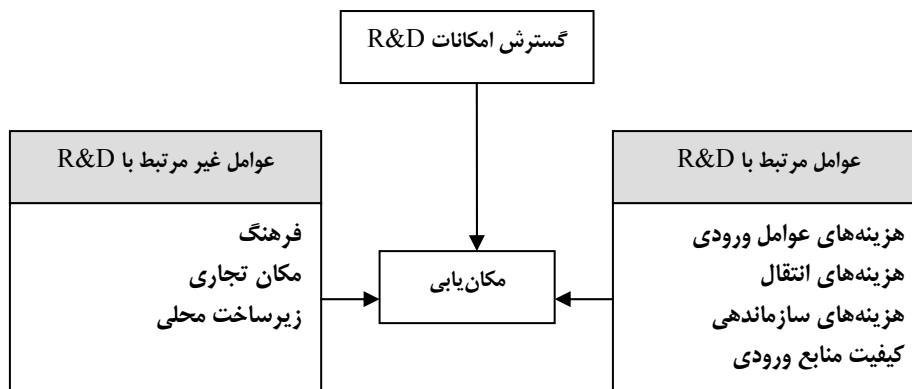 گسترش امکانات R&D
عوامل مرتبط با R&D
هزینه‌های عوامل ورودی
هزینه‌های انتقال
هزینه‌های سازماندهی
کیفیت منابع ورودی
مکان‌یابی
عوامل غیر مرتبط با R&D
فرهنگ
مکان تجاری
زیرساخت محلی